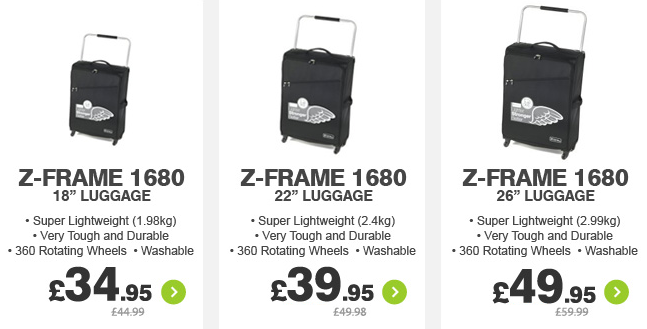 Z-FRAME 1680
18” LUGGAGE
• Super Lightweight (1.98kg)
• Very Tough and Durable
• 360 Rotating Wheels • Washable
£34.95
£44.99
Z-FRAME 1680
22” LUGGAGE
• Super Lightweight (2.4kg)
• Very Tough and Durable
• 360 Rotating Wheels • Washable
£39.95
£49.98
Z-FRAME 1680
26” LUGGAGE
• Super Lightweight (2.99kg)
• Very Tough and Durable
• 360 Rotating Wheels • Washable
£49.95
£59.99